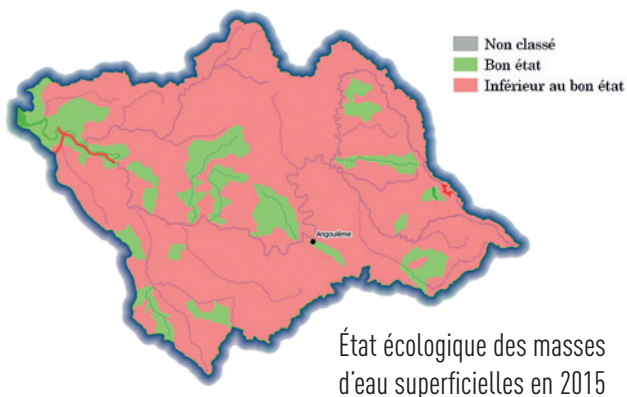 Non classé
Bon état
Inférieur au bon état
Angoulême
État écologique des masses
d'eau superficielles en 2015